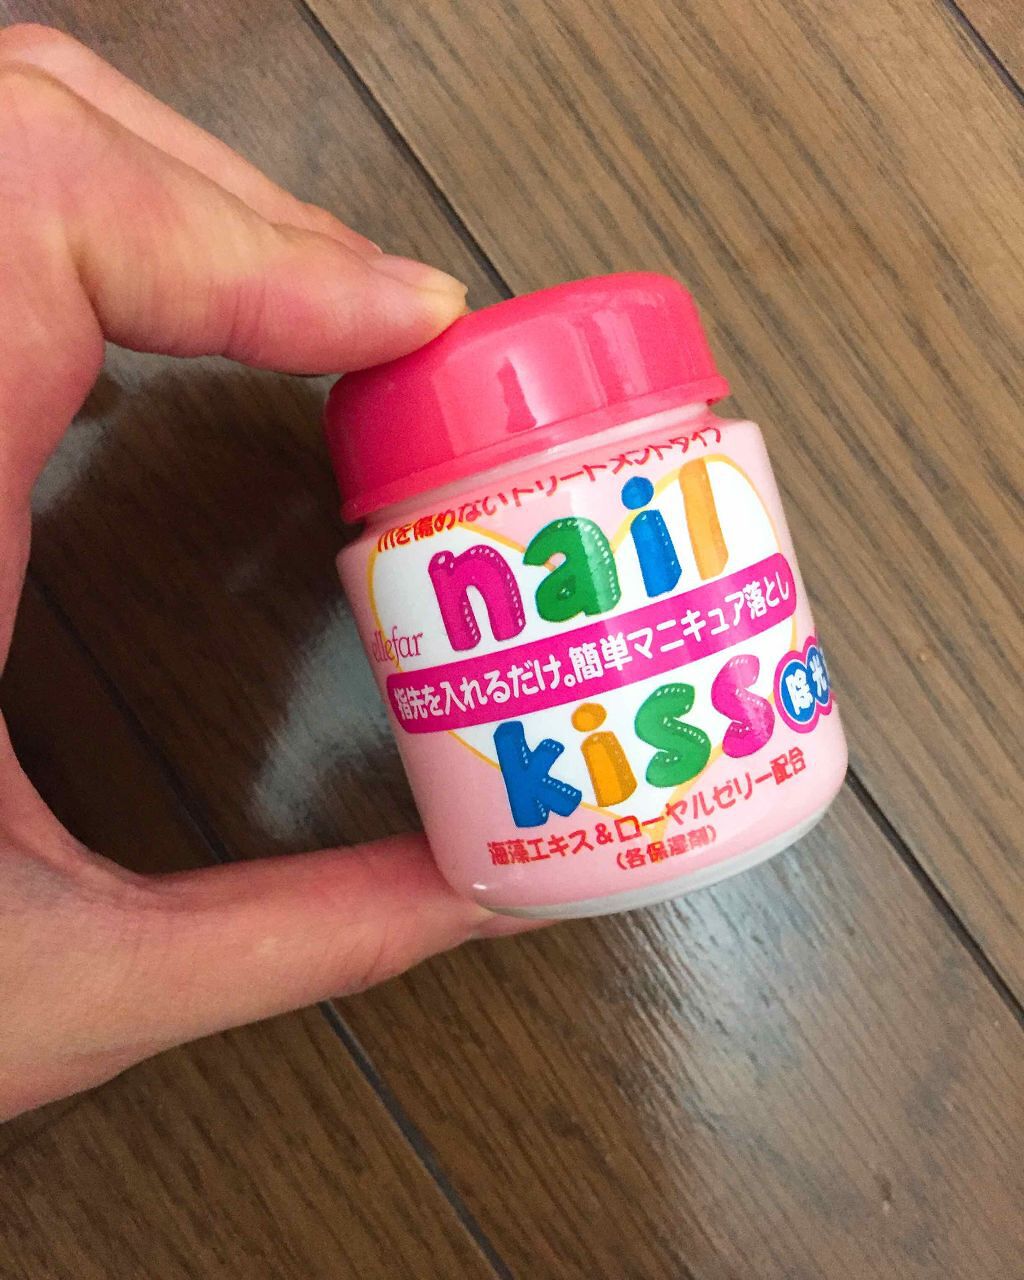 爪を傷めないトリートメントタイプ
nail
ellefar
指先を入れるだけ。簡単マニキュア落とし
kiss
除光
海藻エキス&ローヤルゼリー配合
(各保湿剤)